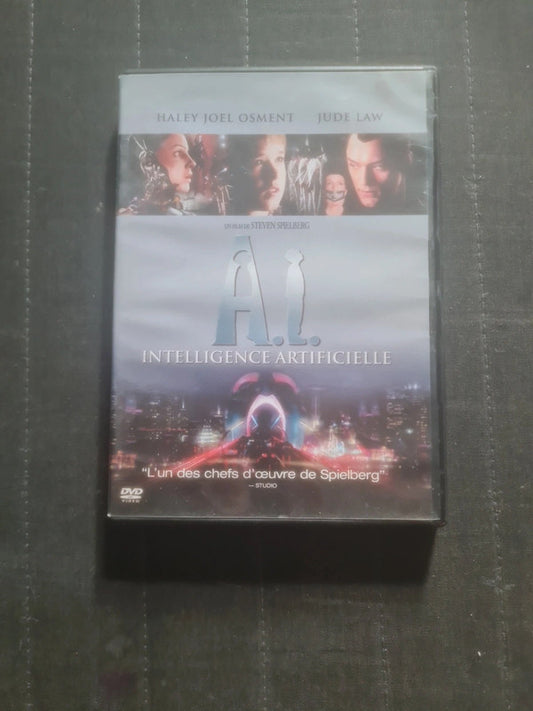 HALEY JOEL OSMENT JUDE LAW
UN FILM DE STEVEN SPIELBERG
A.I.
INTELLIGENCE ARTIFICIELLE
“L'un des chefs d'œuvre de Spielberg”
— STUDIO
DVD
VIDEO